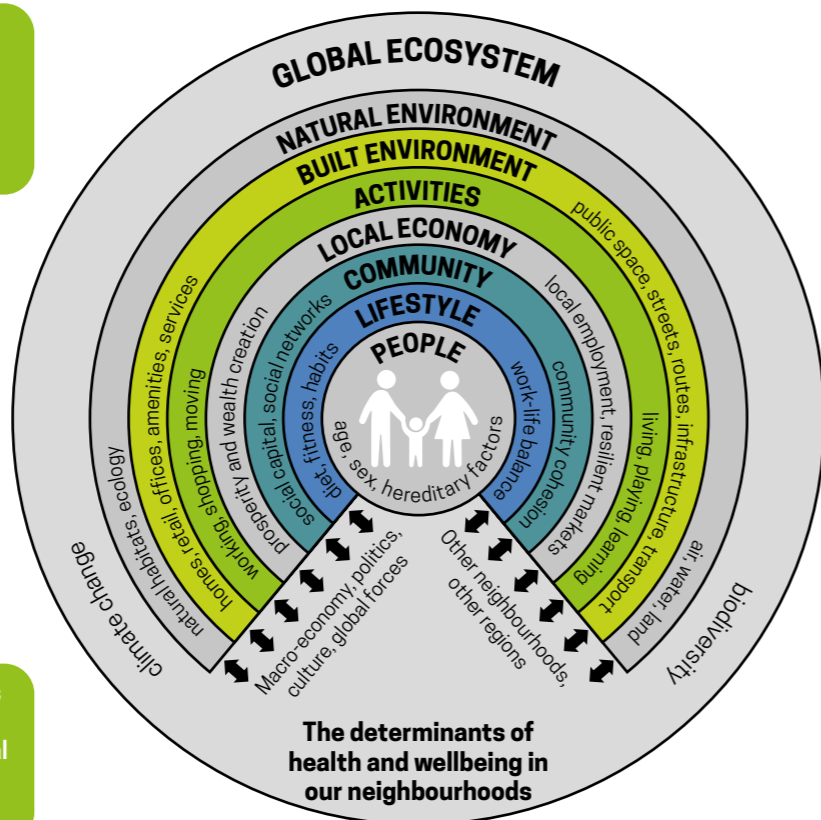 GLOBAL ECOSYSTEM
NATURAL ENVIRONMENT
BUILT ENVIRONMENT
ACTIVITIES
LOCAL ECONOMY
COMMUNITY
LIFESTYLE
PEOPLE
age, sex, hereditary factors
diet, fitness, habits
work-life balance
social capital, social networks
community cohesion
prosperity and wealth creation
local employment, resilient markets
working, shopping, moving
living, playing, learning
homes, retail, offices, amenities, services
public space, streets, routes, infrastructure, transport
natural habitats, ecology
air, water, land
climate change
biodiversity
Macro-economy, politics,
culture, global forces
Other neighbourhoods,
other regions
The determinants of
health and wellbeing in
our neighbourhoods